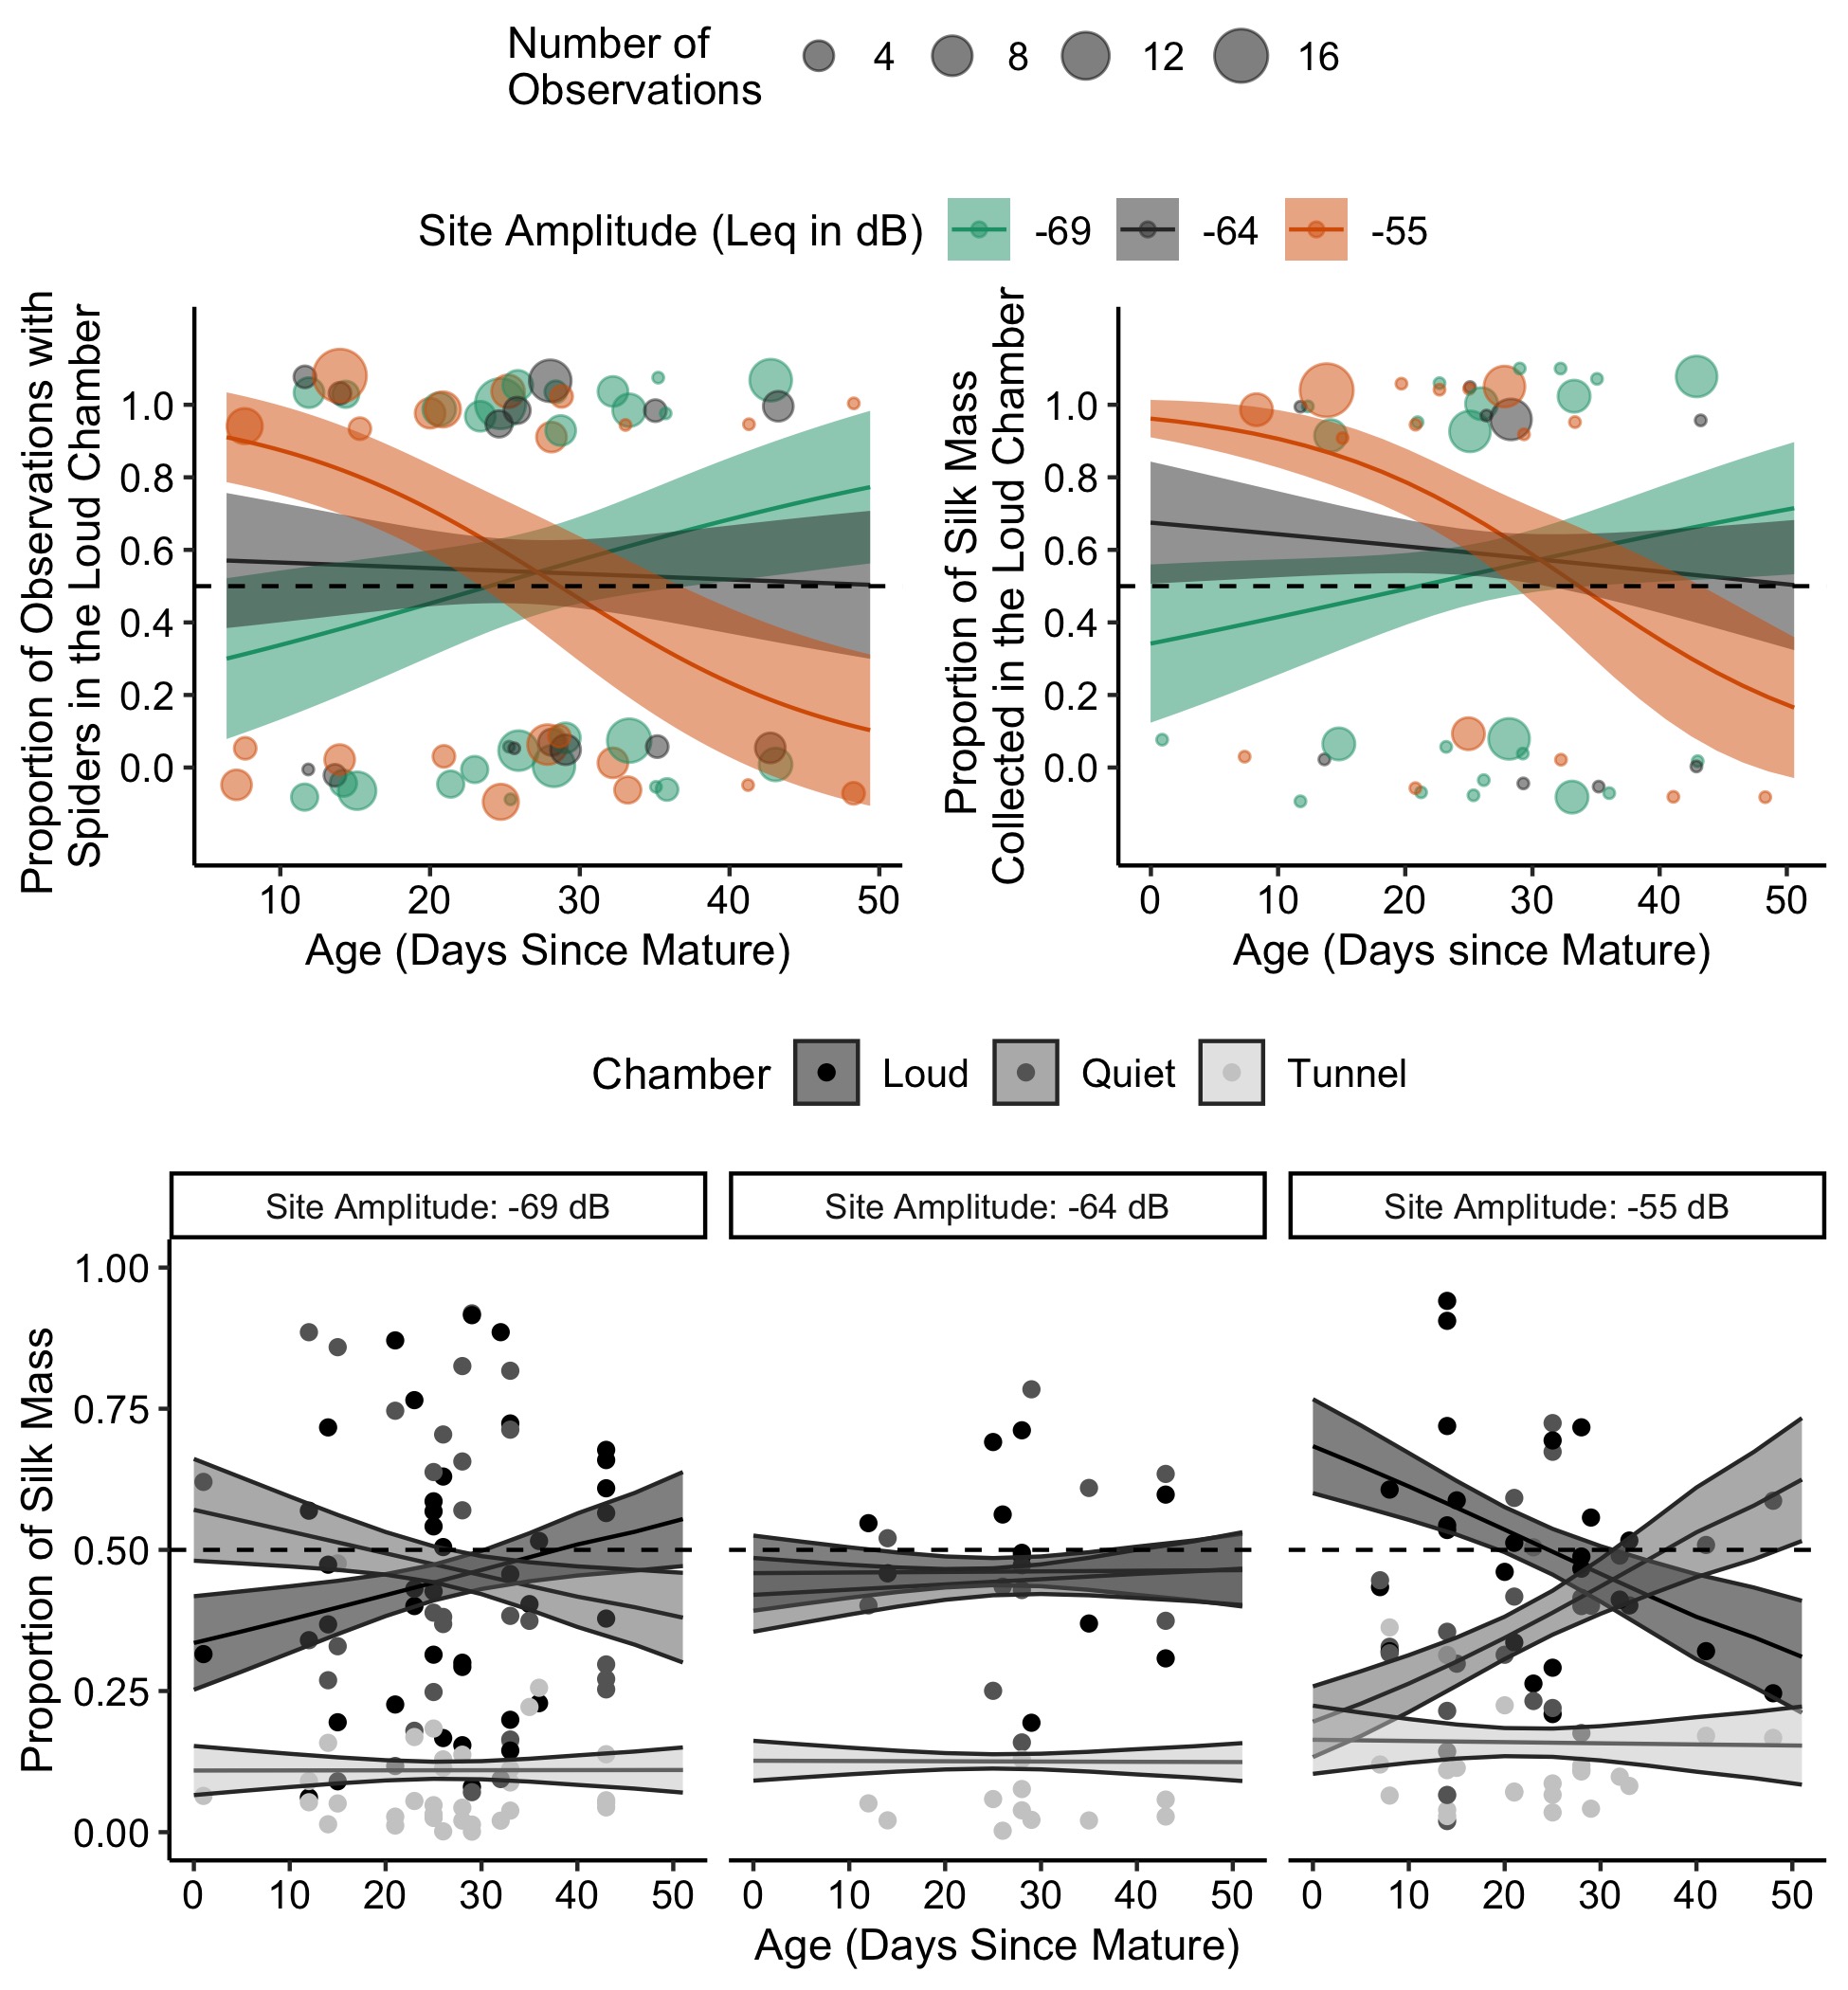 Number of
Observations
4 8 12 16
Site Amplitude (Leq in dB) -69 -64 -55
Proportion of Observations with
Spiders in the Loud Chamber
1.0
0.8
0.6
0.4
0.2
0.0
10 20 30 40 50
Age (Days Since Mature)
Proportion of Silk Mass
Collected in the Loud Chamber
1.0
0.8
0.6
0.4
0.2
0.0
0 10 20 30 40 50
Age (Days since Mature)
Chamber Loud Quiet Tunnel
Site Amplitude: -69 dB
Site Amplitude: -64 dB
Site Amplitude: -55 dB
Proportion of Silk Mass
1.00
0.75
0.50
0.25
0.00
0 10 20 30 40 50
0 10 20 30 40 50
0 10 20 30 40 50
Age (Days Since Mature)